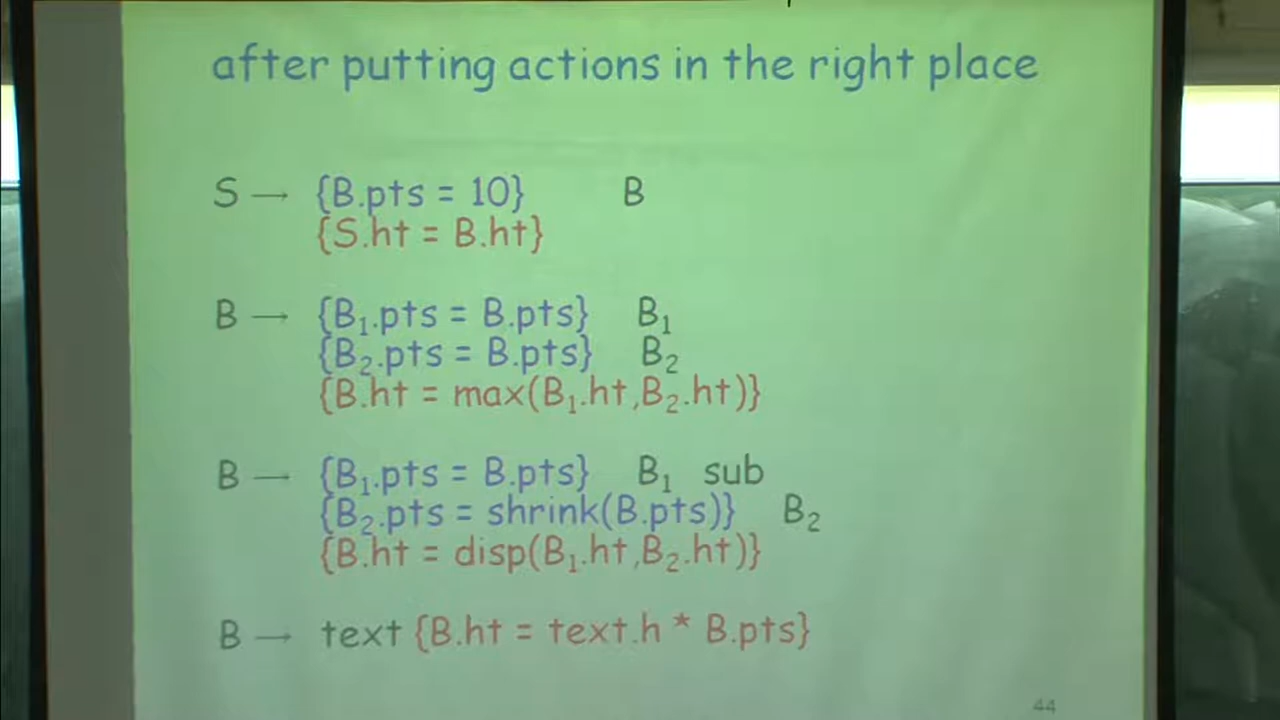 after putting actions in the right place
S → {B.pts = 10} B
{S.ht = B.ht}
B → {B₁.pts = B.pts} B₁
{B₂.pts = B.pts} B₂
{B.ht = max(B₁.ht,B₂.ht)}
B → {B₁.pts = B.pts} B₁ sub
{B₂.pts = shrink(B.pts)} B₂
{B.ht = disp(B₁.ht,B₂.ht)}
B → text {B.ht = text.h * B.pts}
44